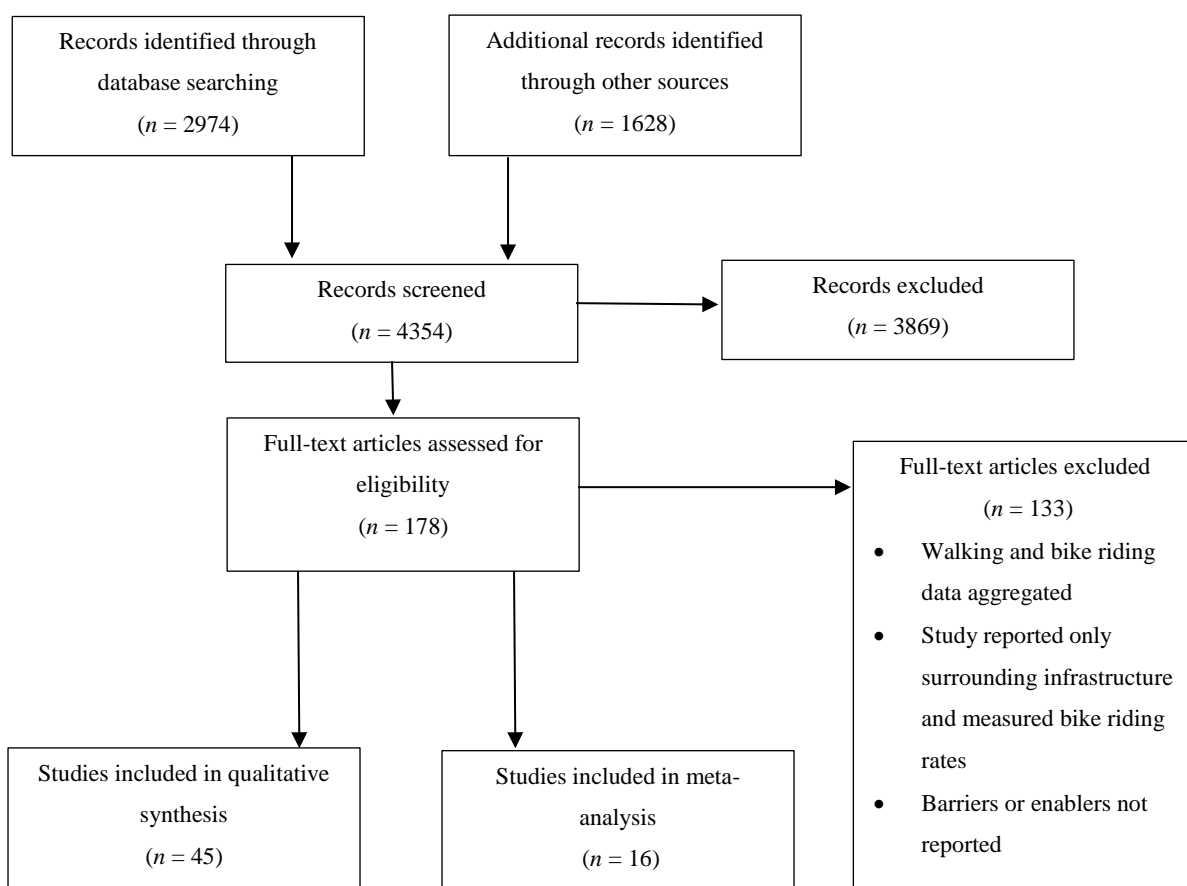 Records identified through
database searching
(n = 2974)
Additional records identified
through other sources
(n = 1628)
Records screened
(n = 4354)
Records excluded
(n = 3869)
Full-text articles assessed for
eligibility
(n = 178)
Full-text articles excluded
(n = 133)
• Walking and bike riding
data aggregated
• Study reported only
surrounding infrastructure
and measured bike riding
rates
• Barriers or enablers not
reported
Studies included in qualitative
synthesis
(n = 45)
Studies included in meta-
analysis
(n = 16)